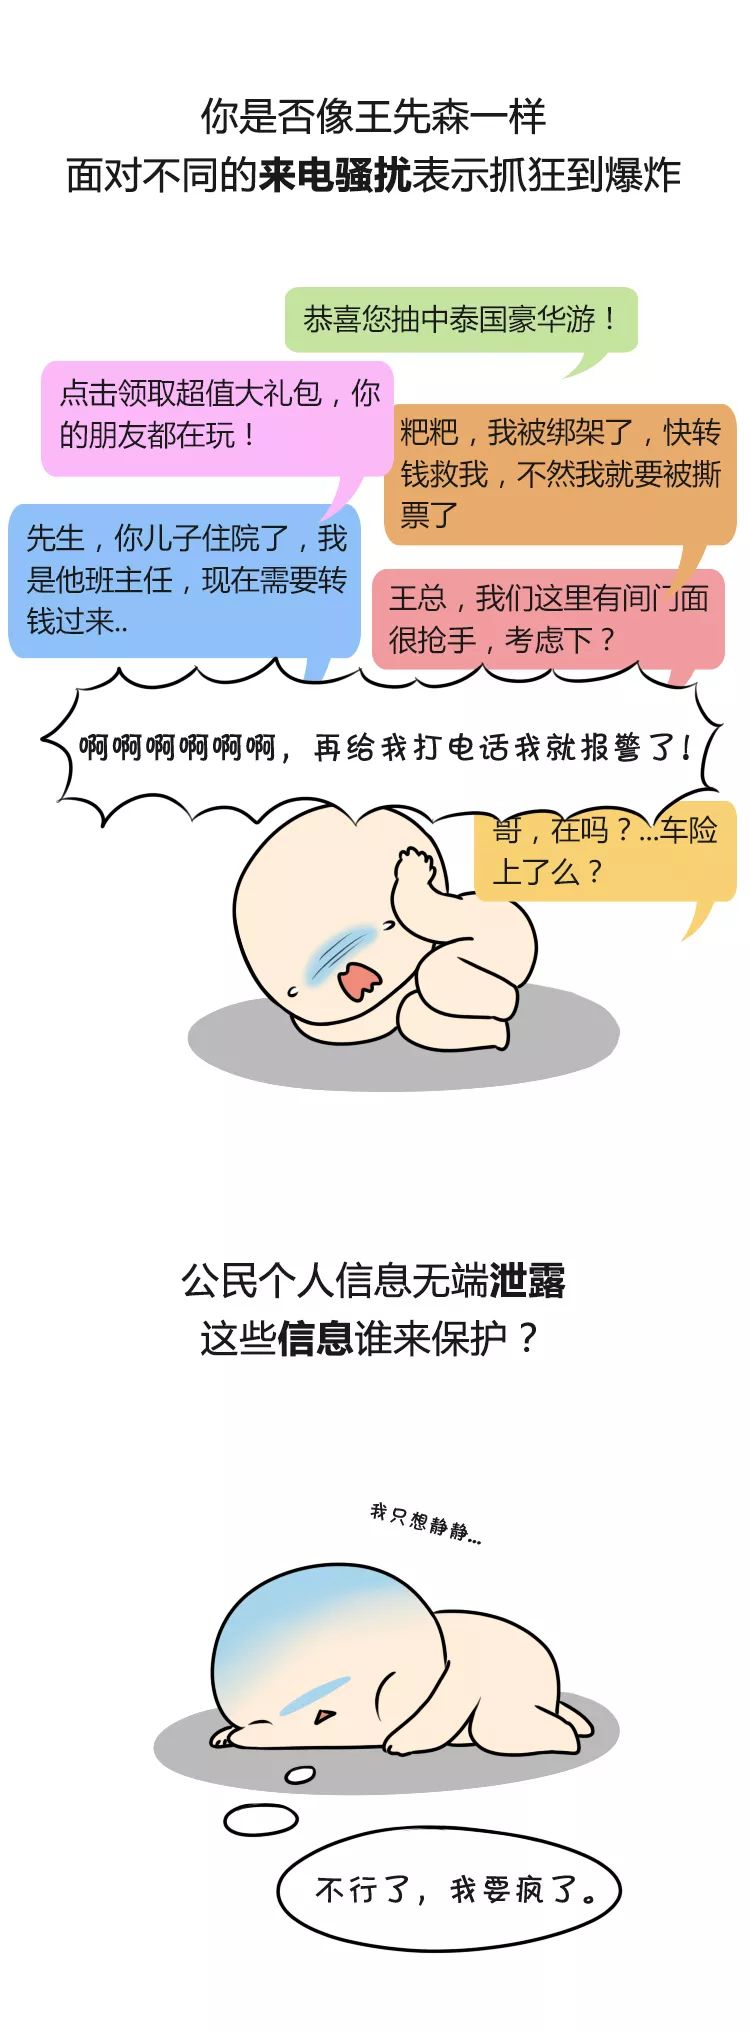 你是否像王先森一样
面对不同的来电骚扰表示抓狂到爆炸
恭喜您抽中泰国豪华游！
点击领取超值大礼包，你
的朋友都在玩！
粑粑，我被绑架了，快转
钱救我，不然我就要被撕
票了
先生，你儿子住院了，我
是他班主任，现在需要转
钱过来..
王总，我们这里有间门面
很抢手，考虑下？
啊啊啊啊啊啊，再给我打电话我就报警了！
哥，在吗？...车险
上了么？
公民个人信息无端泄露
这些信息谁来保护？
我只想静静...
不行了，我要疯了。